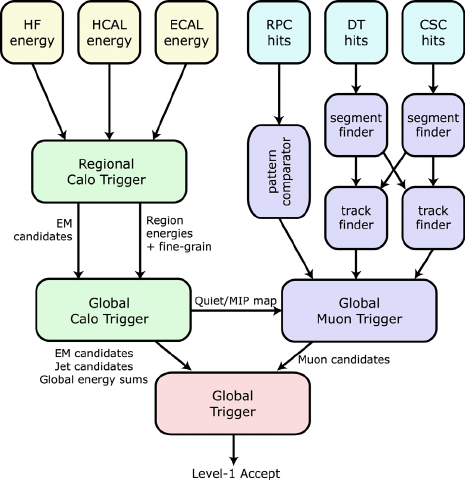 HF
energy
HCAL
energy
ECAL
energy
RPC
hits
DT
hits
CSC
hits
segment
finder
segment
finder
pattern
comparator
Regional
Calo Trigger
track
finder
track
finder
EM
candidates
Region
energies
+ fine-grain
Global
Calo Trigger
Quiet/MIP map
Global
Muon Trigger
EM candidates
Jet candidates
Global energy sums
Muon candidates
Global
Trigger
Level-1 Accept